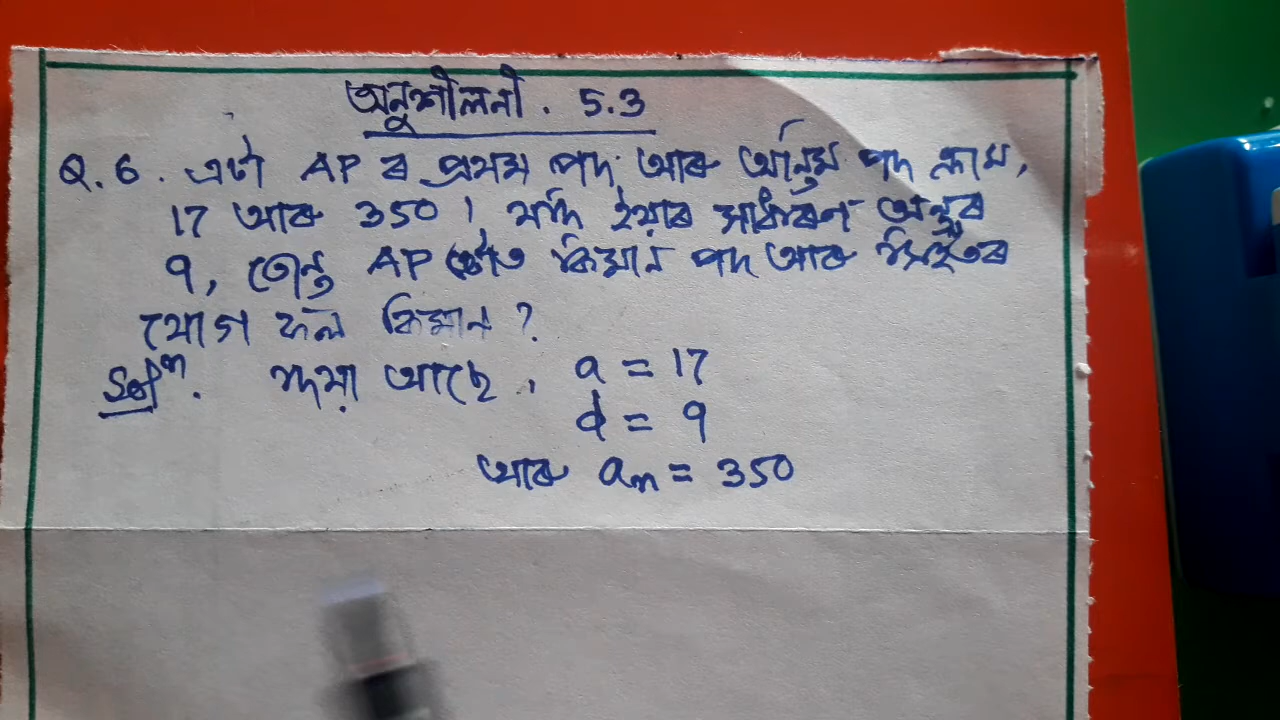 অনুশীলনী. 5.3
Q. 6. এটা AP ৰ প্ৰথম পদ আৰু অন্তিম পদ ক্ৰমে,
17 আৰু 350। যদি ইয়াৰ সাধাৰণ অন্তৰ
9, তেন্তে AP টোত কিমান পদ আৰু সিহঁতৰ
যোগ ফল কিমান?
Solⁿ. দিয়া আছে, a = 17
d = 9
আৰু an = 350